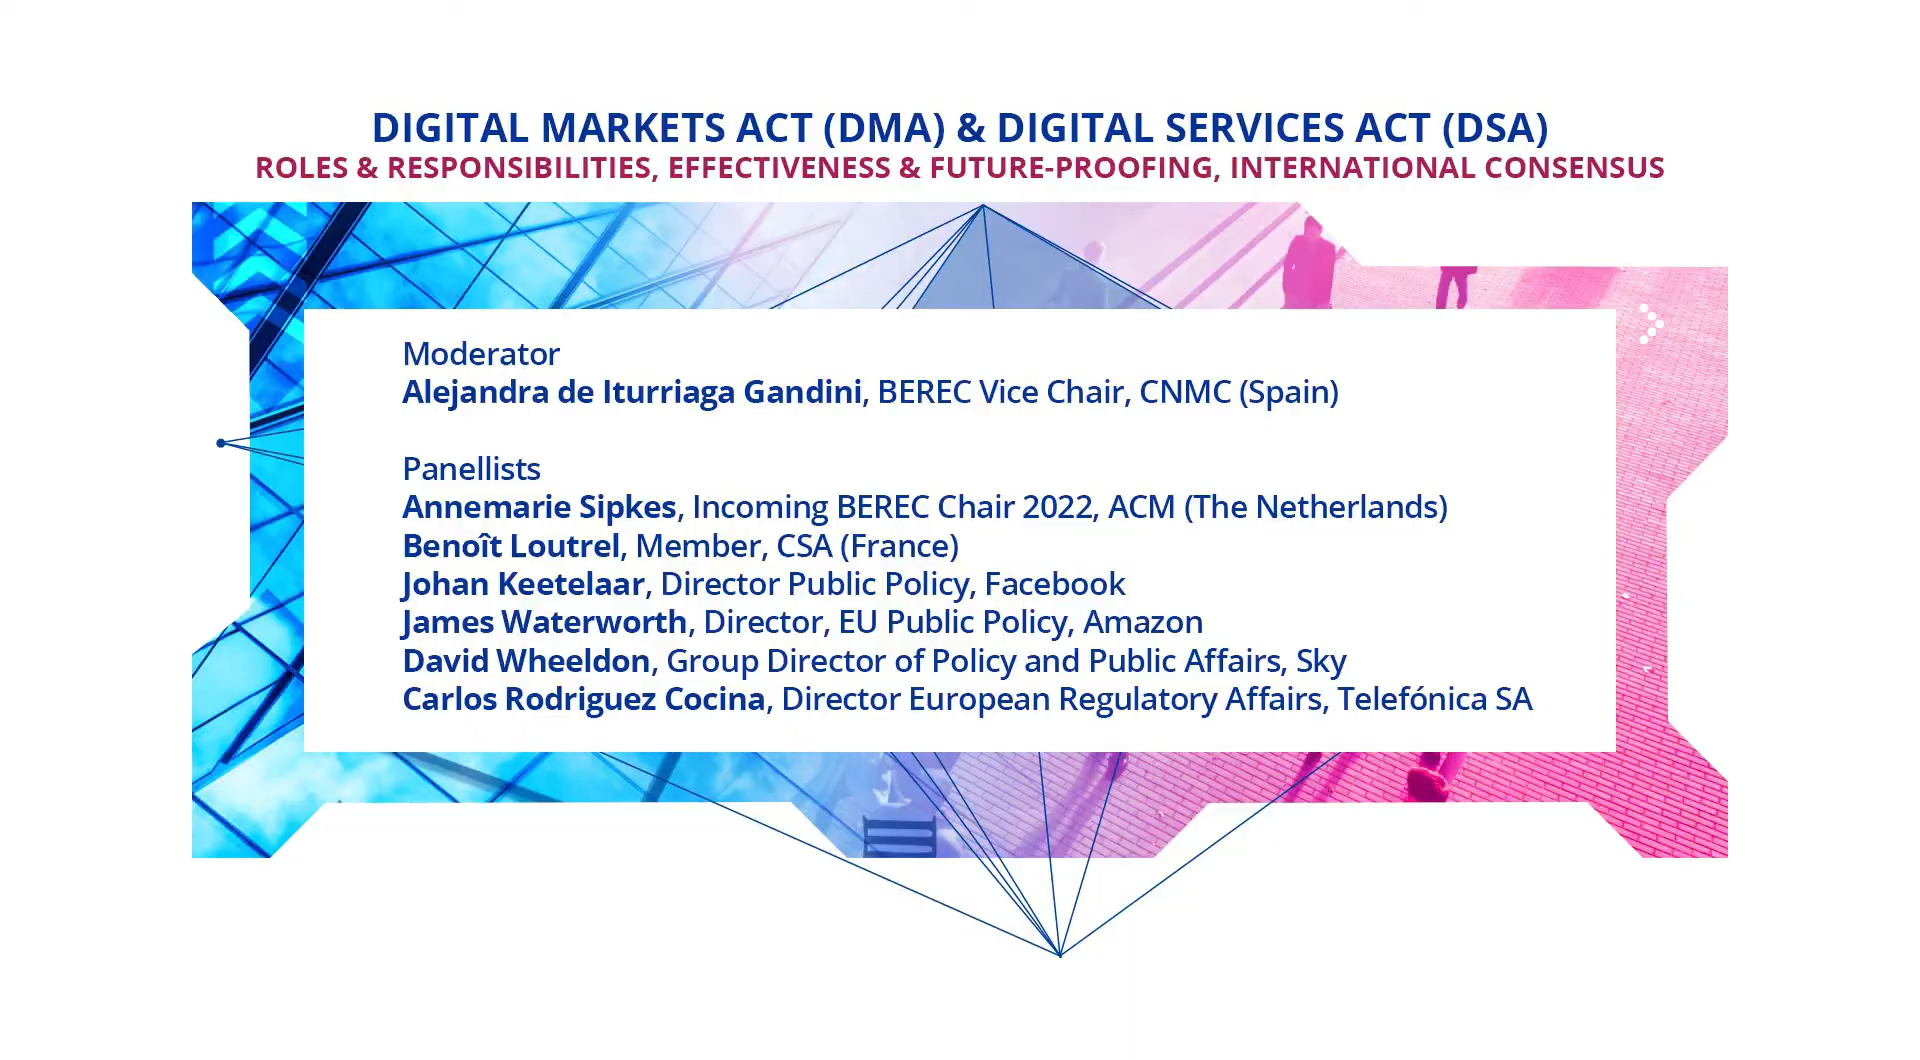 DIGITAL MARKETS ACT (DMA) & DIGITAL SERVICES ACT (DSA)
ROLES & RESPONSIBILITIES, EFFECTIVENESS & FUTURE-PROOFING, INTERNATIONAL CONSENSUS
Moderator
Alejandra de Iturriaga Gandini, BEREC Vice Chair, CNMC (Spain)
Panellists
Annemarie Sipkes, Incoming BEREC Chair 2022, ACM (The Netherlands)
Benoît Loutrel, Member, CSA (France)
Johan Keetelaar, Director Public Policy, Facebook
James Waterworth, Director, EU Public Policy, Amazon
David Wheeldon, Group Director of Policy and Public Affairs, Sky
Carlos Rodriguez Cocina, Director European Regulatory Affairs, Telefónica SA